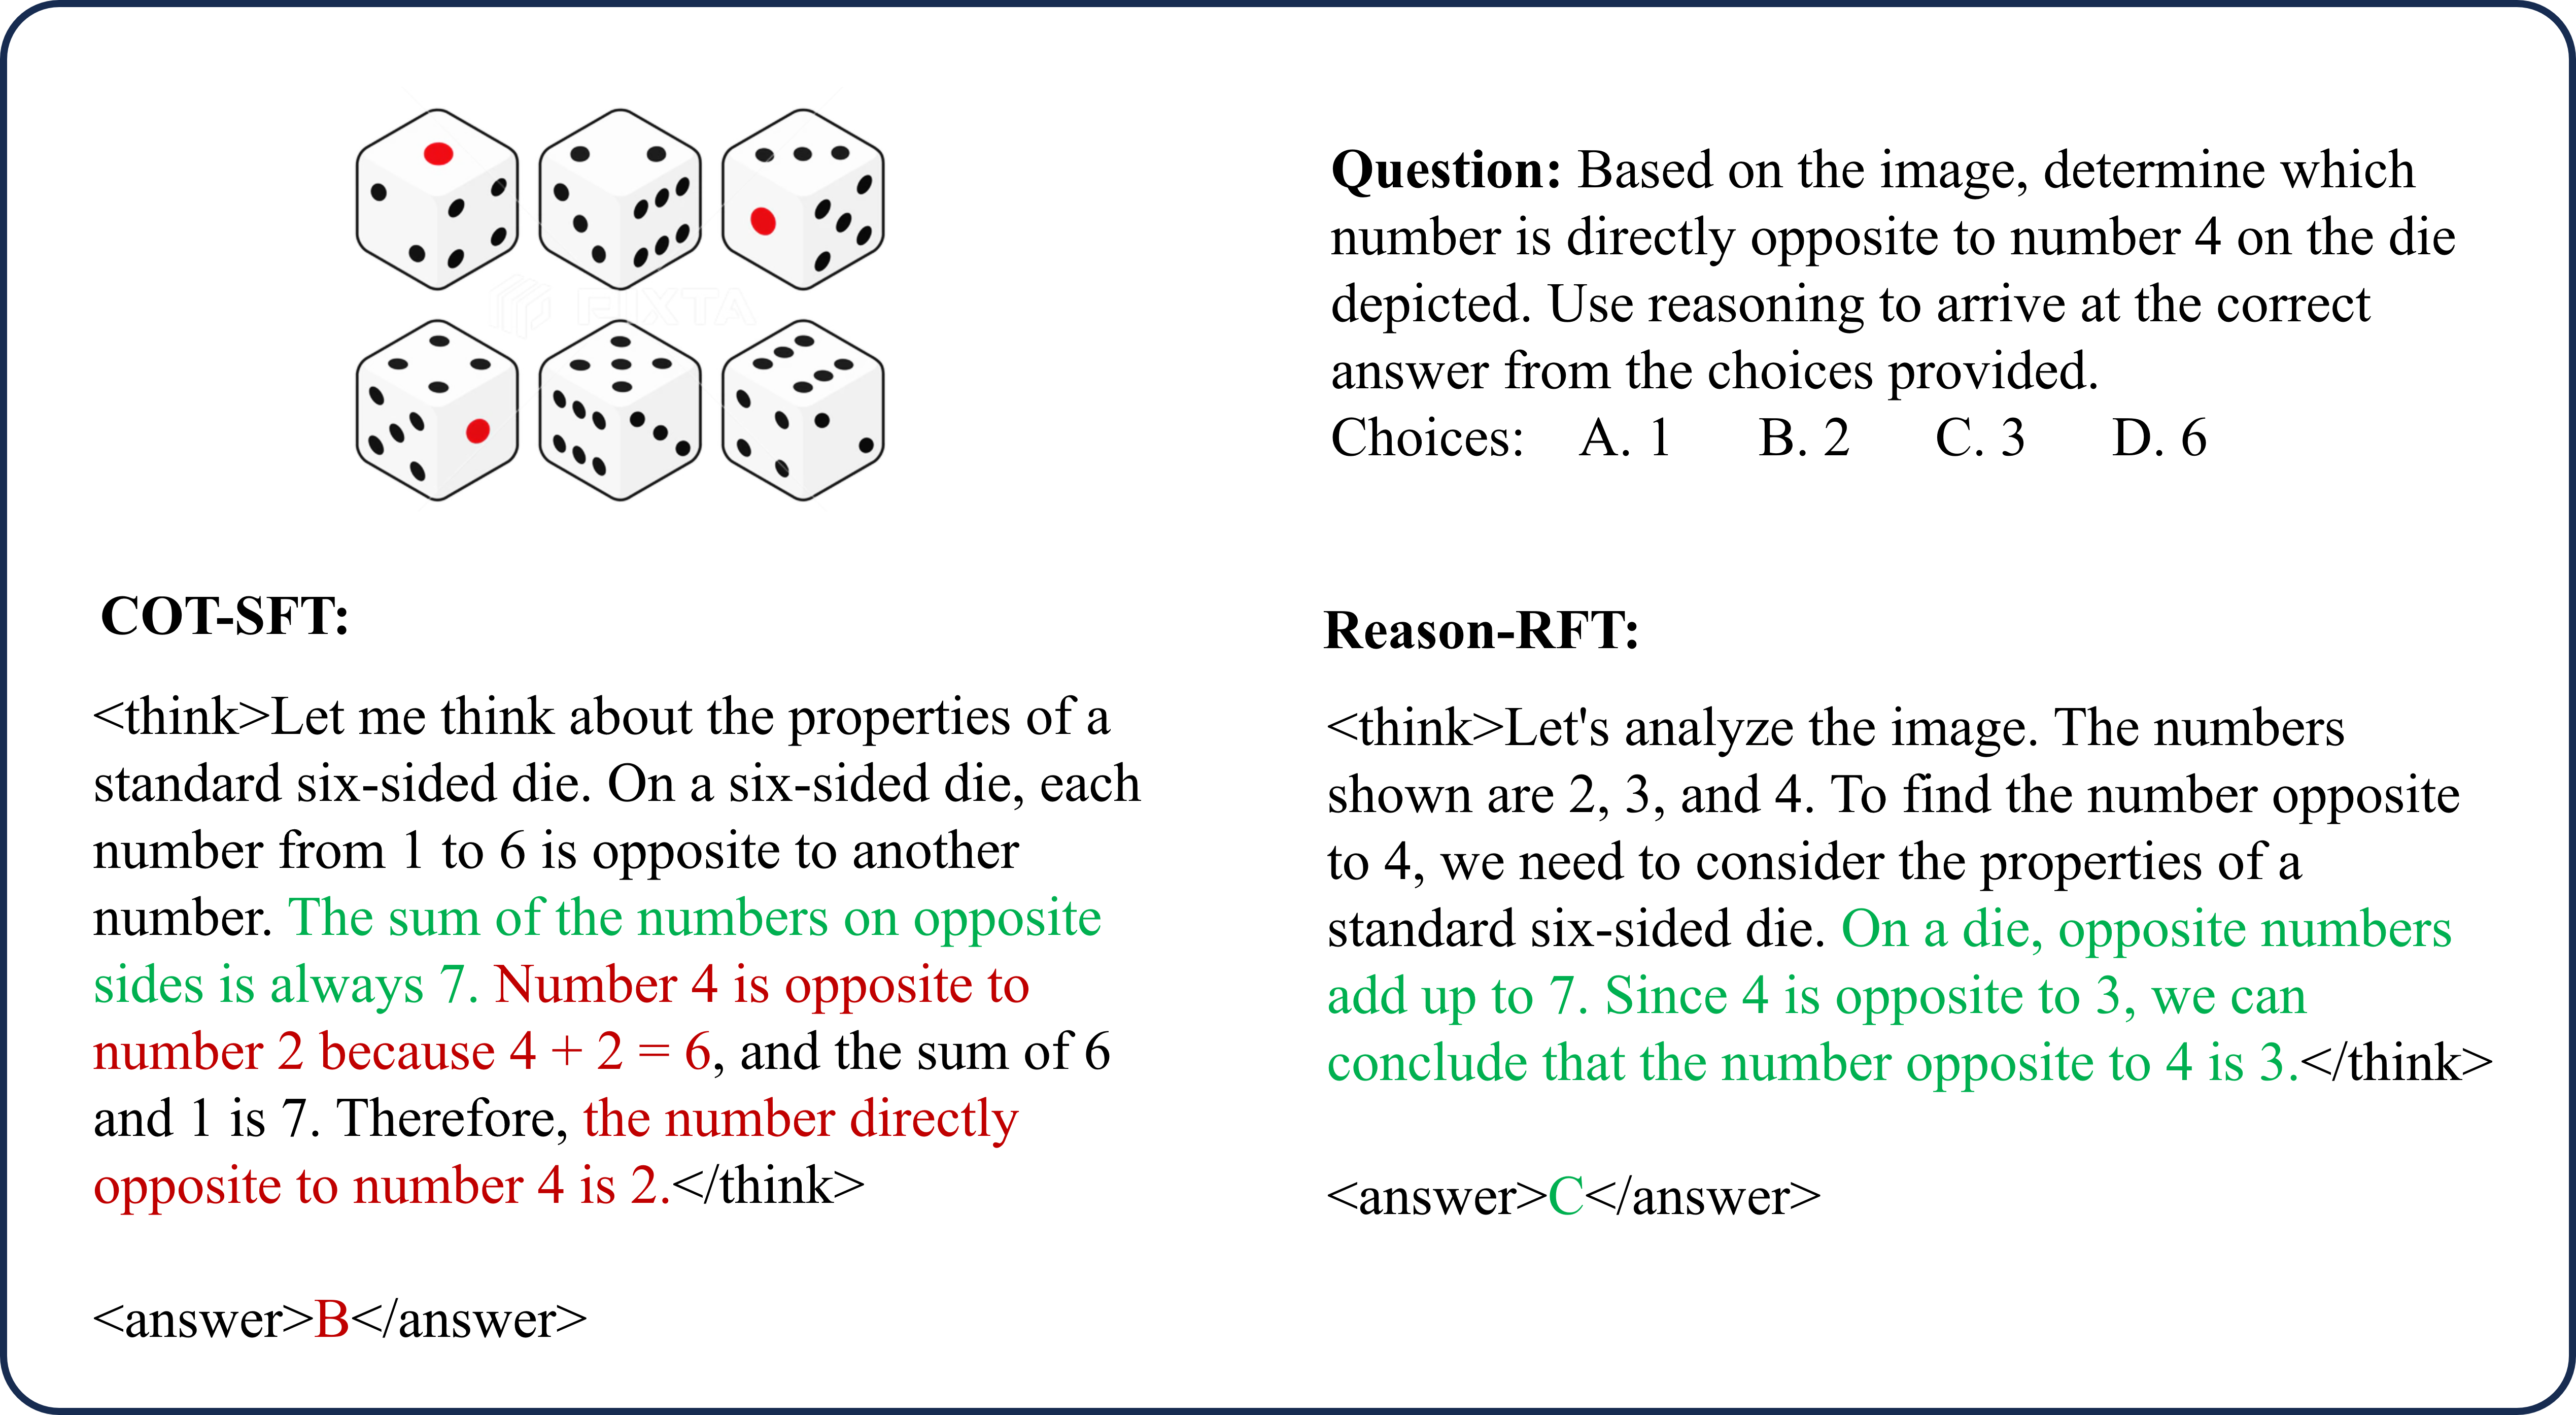 PIXTA
Question: Based on the image, determine which
number is directly opposite to number 4 on the die
depicted. Use reasoning to arrive at the correct
answer from the choices provided.
Choices: A. 1 B. 2 C. 3 D. 6
COT-SFT:
<think>Let me think about the properties of a
standard six-sided die. On a six-sided die, each
number from 1 to 6 is opposite to another
number. The sum of the numbers on opposite
sides is always 7. Number 4 is opposite to
number 2 because 4 + 2 = 6, and the sum of 6
and 1 is 7. Therefore, the number directly
opposite to number 4 is 2.</think>
<answer>B</answer>
Reason-RFT:
<think>Let's analyze the image. The numbers
shown are 2, 3, and 4. To find the number opposite
to 4, we need to consider the properties of a
standard six-sided die. On a die, opposite numbers
add up to 7. Since 4 is opposite to 3, we can
conclude that the number opposite to 4 is 3.</think>
<answer>C</answer>